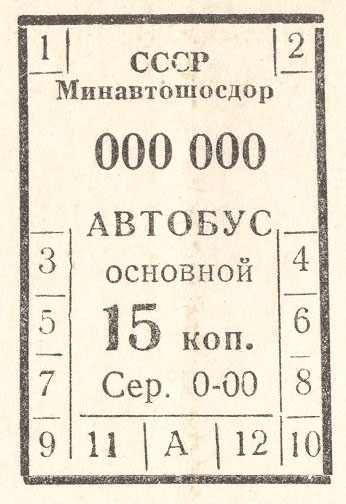 1 2
СССР
Минавтошосдор
000 000
АВТОБУС
3 4
основной
5 6
15 коп.
7 8
Сер. 0-00
9 11 А 12 10